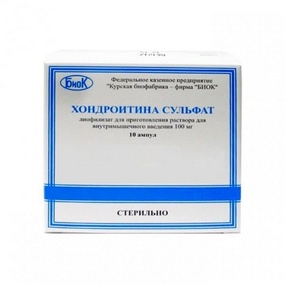 БиоК
Федеральное казенное предприятие
"Курская биофабрика – фирма "БИОК"
ХОНДРОИТИНА СУЛЬФАТ
лиофилизат для приготовления раствора для
внутримышечного введения 100 мг
10 ампул
СТЕРИЛЬНО